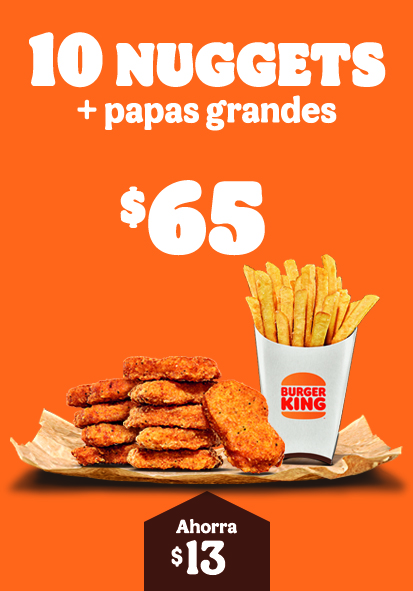 10 NUGGETS
+ papas grandes
$65
BURGER
KING
Ahorra
$13